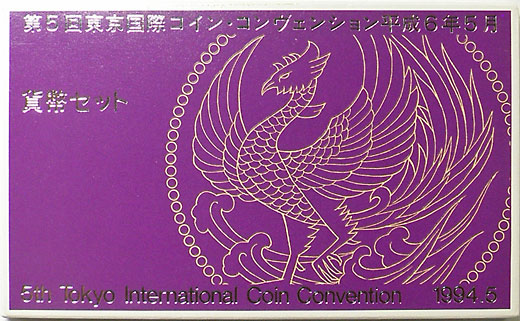 第5回東京国際コイン・コンヴェンション平成6年5月
貨幣セット
5th Tokyo International Coin Convention 1994.5